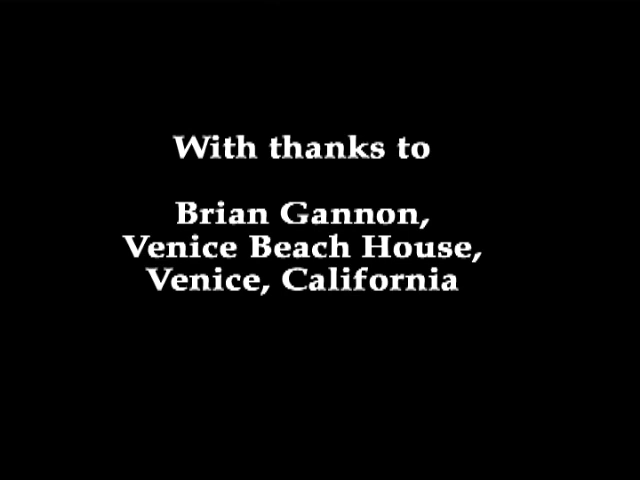 With thanks to
Brian Gannon,
Venice Beach House,
Venice, California